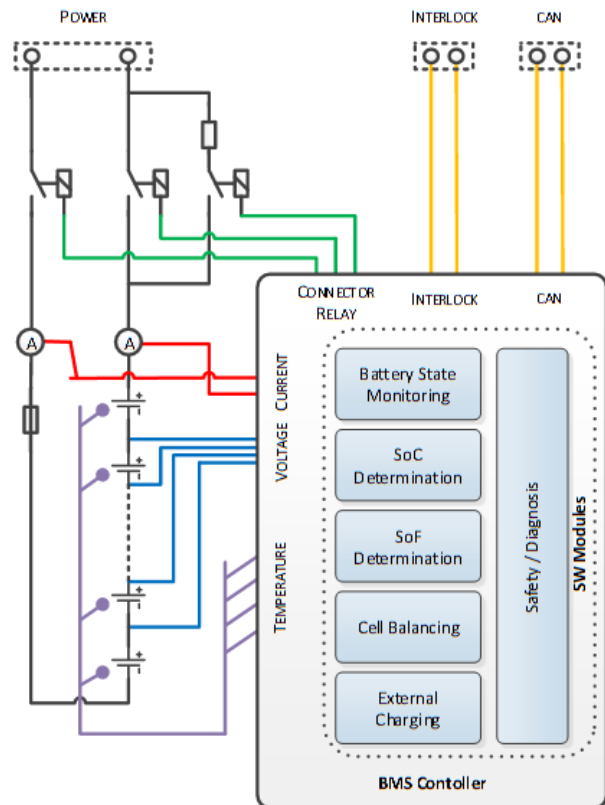 POWER
INTERLOCK
CAN
CONNECTOR
RELAY
INTERLOCK
CAN
A
A
CURRENT
VOLTAGE
TEMPERATURE
Battery State
Monitoring
SoC
Determination
SoF
Determination
Cell Balancing
External
Charging
Safety / Diagnosis
SW Modules
BMS Contoller
+
-
+
-
+
-
+
-